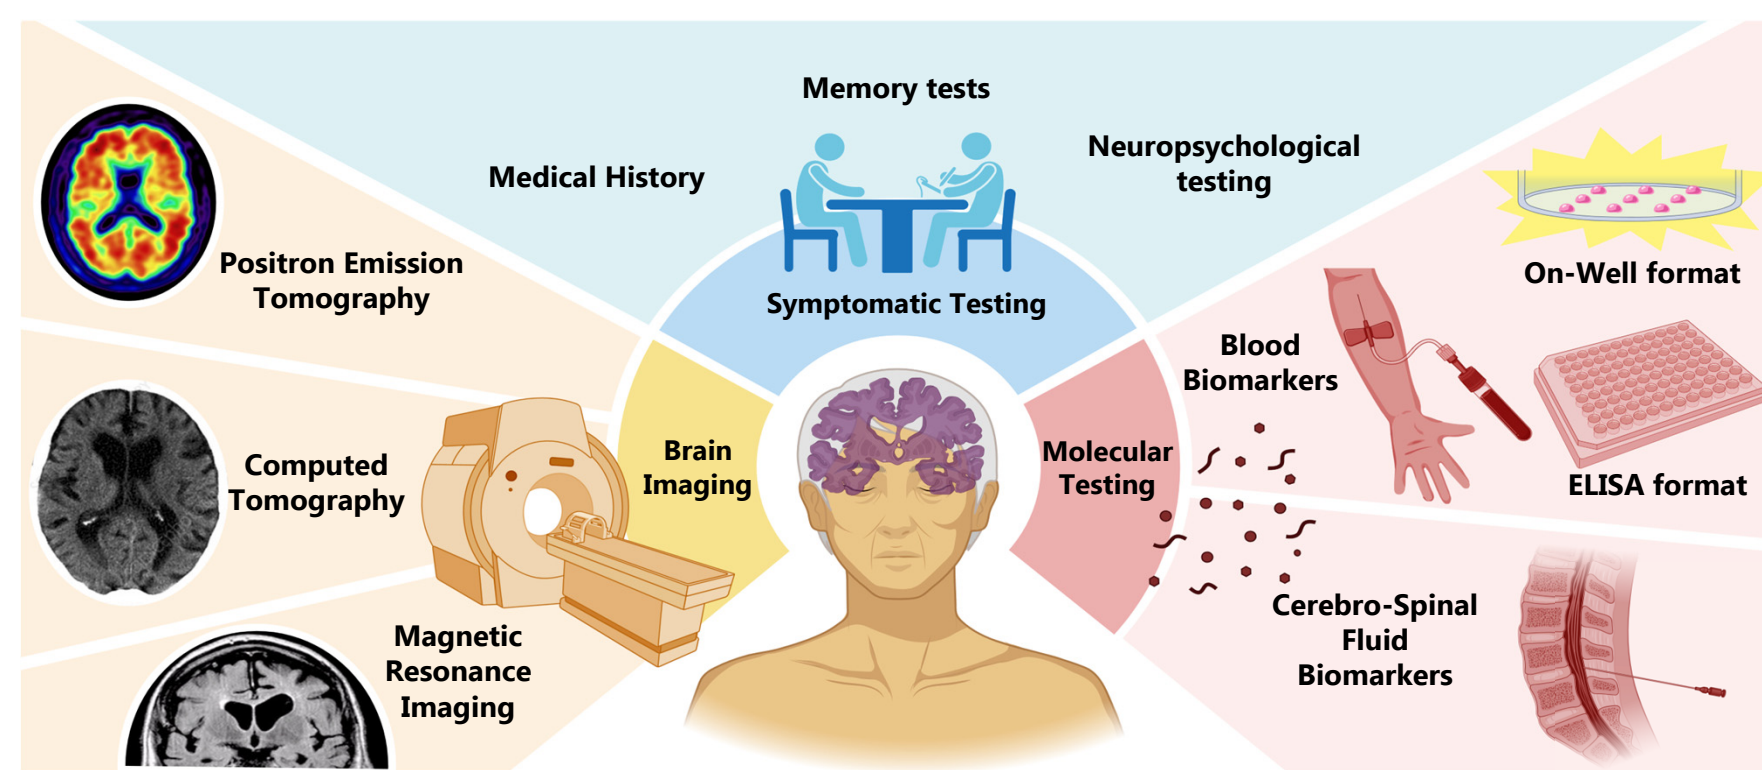 Memory tests
Medical History
Neuropsychological
testing
Symptomatic Testing
Positron Emission
Tomography
Computed
Tomography
Magnetic
Resonance
Imaging
Brain
Imaging
Molecular
Testing
Blood
Biomarkers
On-Well format
ELISA format
Cerebro-Spinal
Fluid
Biomarkers